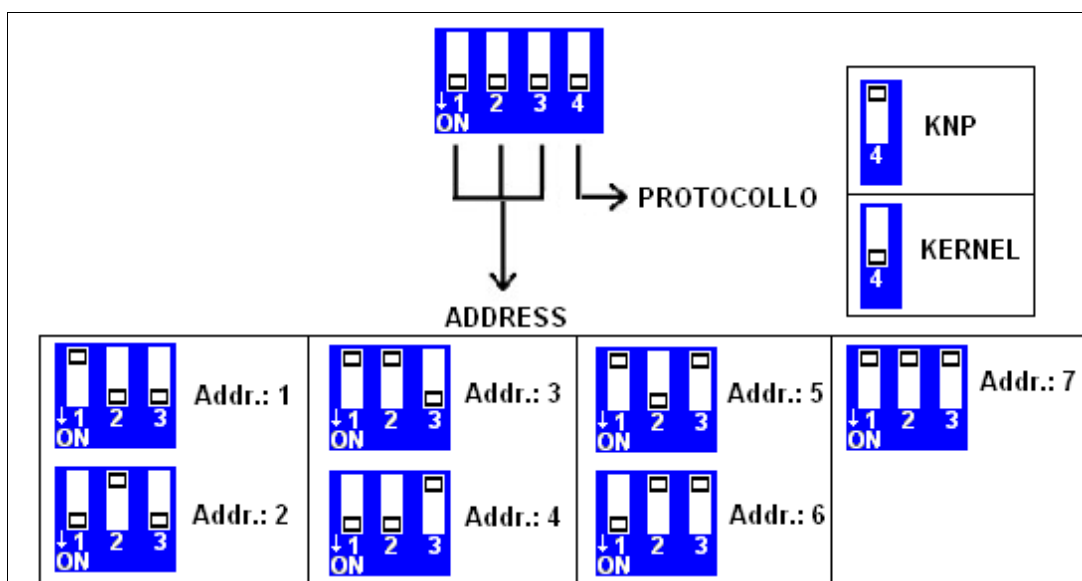 ↓1 2 3 4
ON
4 KNP
PROTOCOLLO
4 KERNEL
ADDRESS
↓1 2 3
ON
Addr.: 1
↓1 2 3
ON
Addr.: 3
↓1 2 3
ON
Addr.: 5
↓1 2 3
ON
Addr.: 7
↓1 2 3
ON
Addr.: 2
↓1 2 3
ON
Addr.: 4
↓1 2 3
ON
Addr.: 6